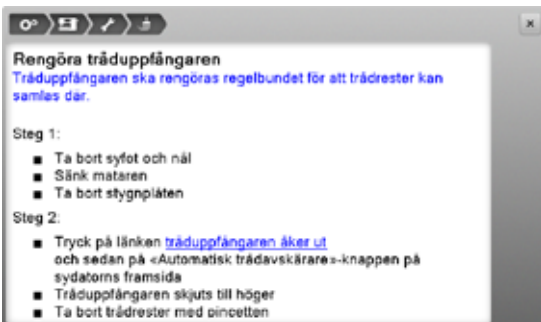 Rengöra tråduppfångaren
Tråduppfångaren ska rengöras regelbundet för att trådrester kan
samlas där.
Steg 1:
Ta bort syfot och nål
Sänk mataren
Ta bort stygnplåten
Steg 2:
Tryck på länken tråduppfångaren åker ut
och sedan på «Automatisk trådavskärare»-knappen på
sydatorns framsida
Tråduppfångaren skjuts till höger
Ta bort trådrester med pincetten